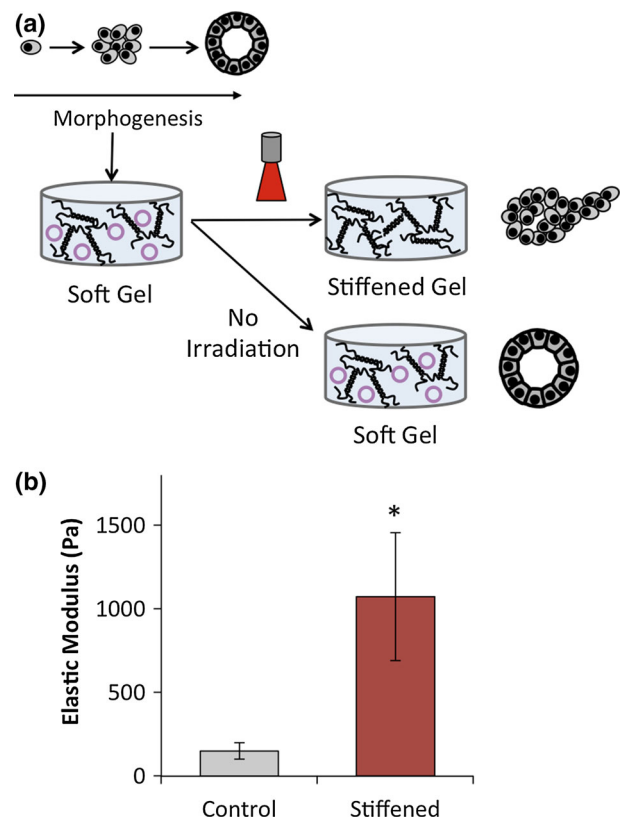 (a)
Morphogenesis
Soft Gel
Stiffened Gel
No
Irradiation
Soft Gel
(b)
Elastic Modulus (Pa)
1500
1000
500
0
*
Control
Stiffened